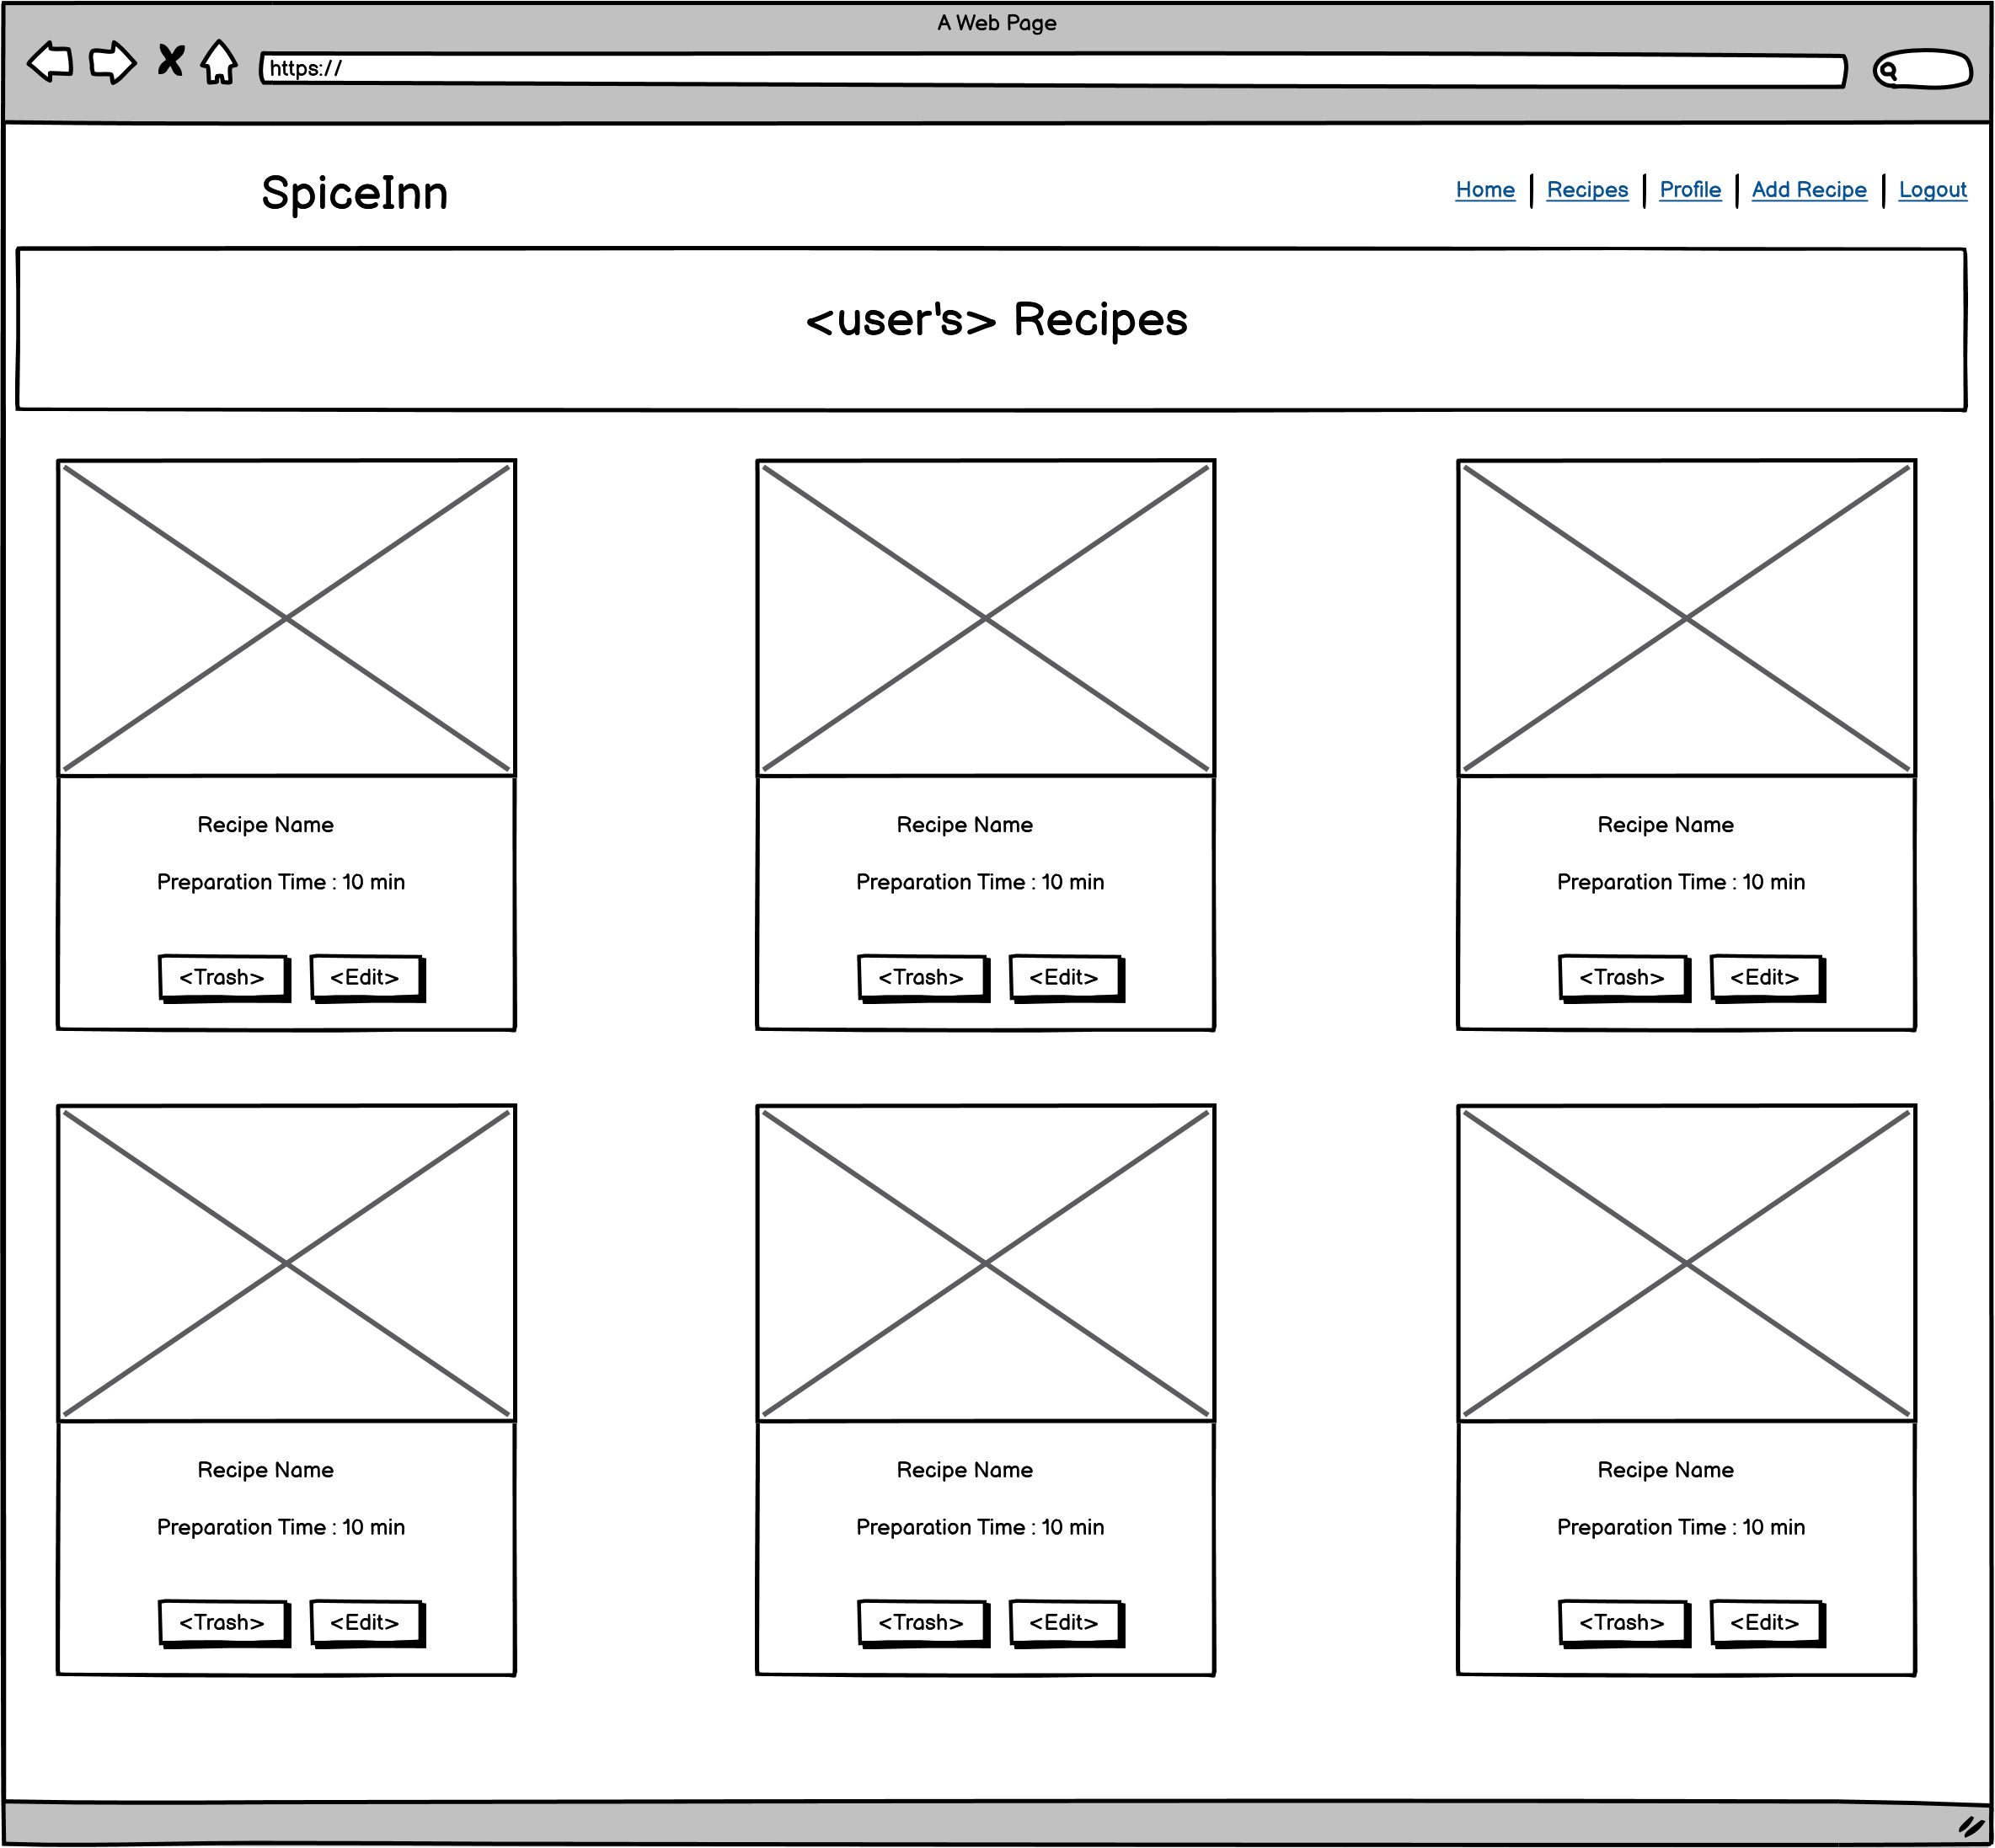 A Web Page
https://
SpiceInn
Home | Recipes | Profile | Add Recipe | Logout
<user's> Recipes
Recipe Name
Preparation Time : 10 min
<Trash> <Edit>
Recipe Name
Preparation Time : 10 min
<Trash> <Edit>
Recipe Name
Preparation Time : 10 min
<Trash> <Edit>
Recipe Name
Preparation Time : 10 min
<Trash> <Edit>
Recipe Name
Preparation Time : 10 min
<Trash> <Edit>
Recipe Name
Preparation Time : 10 min
<Trash> <Edit>